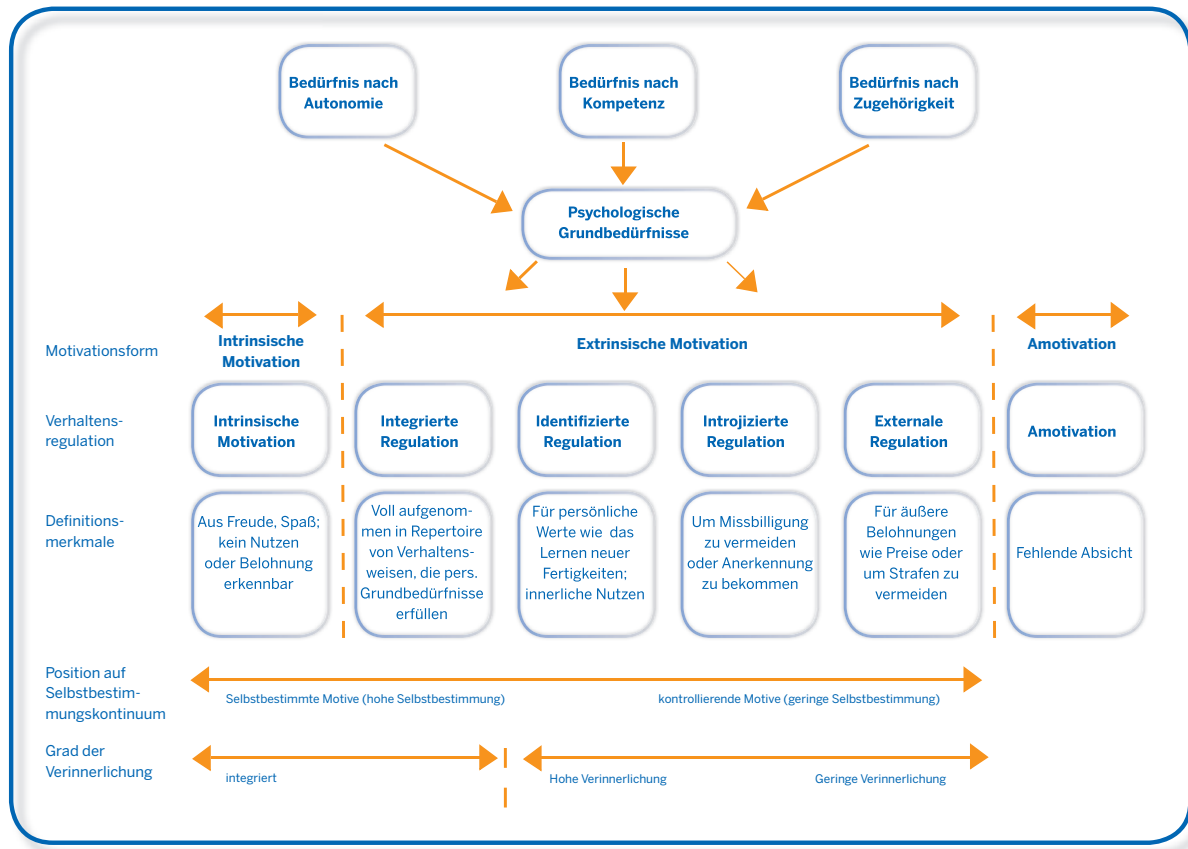 Bedürfnis nach
Autonomie
Bedürfnis nach
Kompetenz
Bedürfnis nach
Zugehörigkeit
Psychologische
Grundbedürfnisse
Motivationsform
Intrinsische
Motivation
Extrinsische Motivation
Amotivation
Verhaltens-
regulation
Intrinsische
Motivation
Integrierte
Regulation
Identifizierte
Regulation
Introjizierte
Regulation
Externale
Regulation
Amotivation
Definitions-
merkmale
Aus Freude, Spaß;
kein Nutzen
oder Belohnung
erkennbar
Voll aufgenom-
men in Repertoire
von Verhaltens-
weisen, die pers.
Grundbedürfnisse
erfüllen
Für persönliche
Werte wie das
Lernen neuer
Fertigkeiten;
innerliche Nutzen
Um Missbilligung
zu vermeiden
oder Anerkennung
zu bekommen
Für äußere
Belohnungen
wie Preise oder
um Strafen zu
vermeiden
Fehlende Absicht
Position auf
Selbstbestim-
mungskontinuum
Selbstbestimmte Motive (hohe Selbstbestimmung)
kontrollierende Motive (geringe Selbstbestimmung)
Grad der
Verinnerlichung
integriert
Hohe Verinnerlichung
Geringe Verinnerlichung